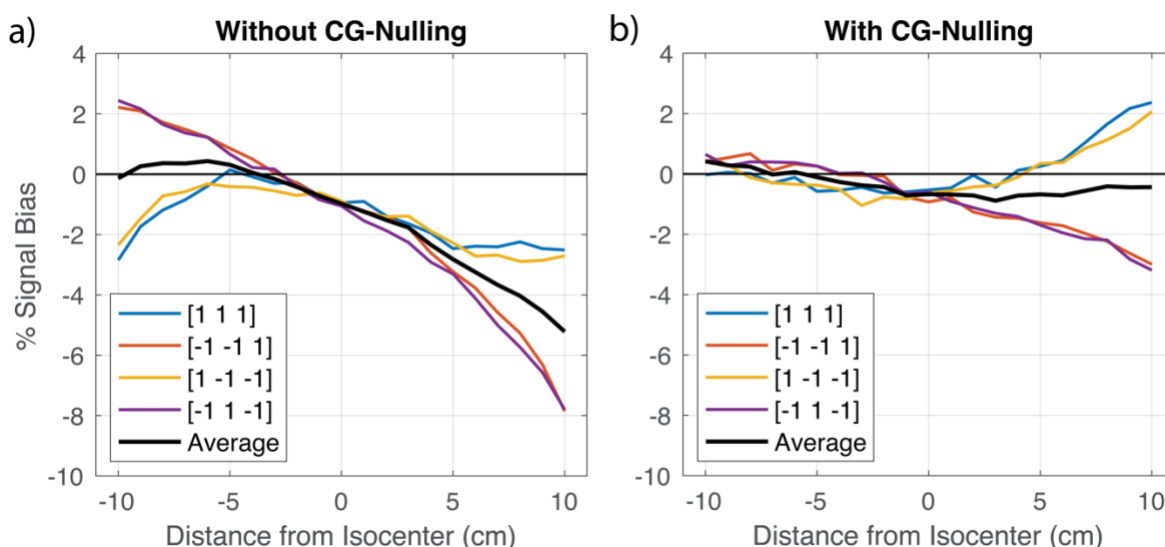 a)
Without CG-Nulling
4
2
0
-2
-4
-6
-8
-10
% Signal Bias
[1 1 1]
[-1 -1 1]
[1 -1 -1]
[-1 1 -1]
Average
-10 -5 0 5 10
Distance from Isocenter (cm)
b)
With CG-Nulling
4
2
0
-2
-4
-6
-8
-10
[1 1 1]
[-1 -1 1]
[1 -1 -1]
[-1 1 -1]
Average
-10 -5 0 5 10
Distance from Isocenter (cm)